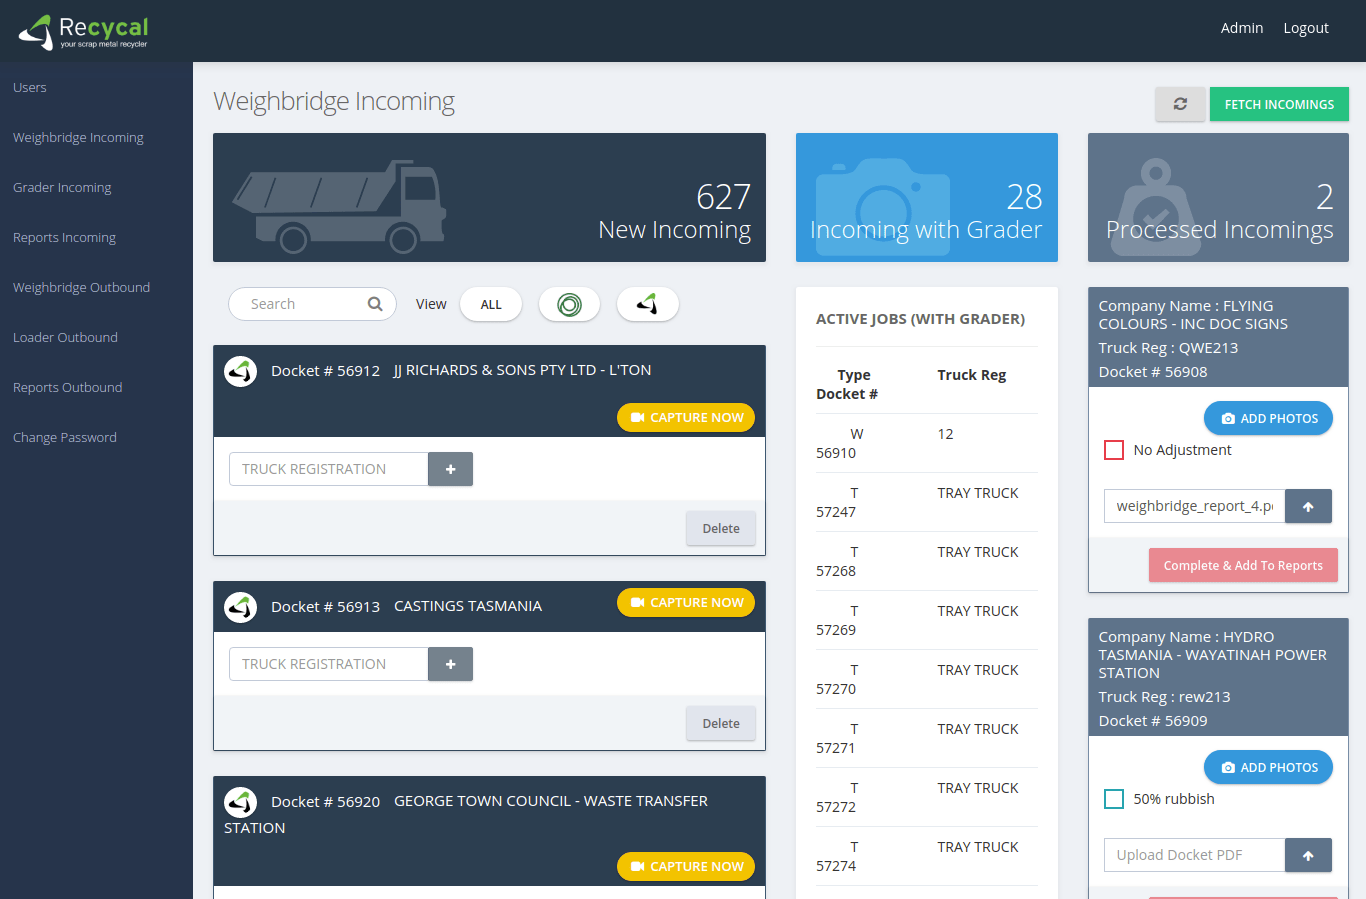 Recycal
your scrap metal recycler
Admin
Logout
Users
Weighbridge Incoming
Grader Incoming
Reports Incoming
Weighbridge Outbound
Loader Outbound
Reports Outbound
Change Password
Weighbridge Incoming
FETCH INCOMINGS
627
New Incoming
28
Incoming with Grader
2
Processed Incomings
Search
View
ALL
Docket # 56912 JJ RICHARDS & SONS PTY LTD - L'TON
CAPTURE NOW
TRUCK REGISTRATION
Delete
Docket # 56913 CASTINGS TASMANIA
CAPTURE NOW
TRUCK REGISTRATION
Delete
Docket # 56920 GEORGE TOWN COUNCIL - WASTE TRANSFER
STATION
CAPTURE NOW
ACTIVE JOBS (WITH GRADER)
Type Truck Reg
Docket #
W 12
56910
T TRAY TRUCK
57247
T TRAY TRUCK
57268
T TRAY TRUCK
57269
T TRAY TRUCK
57270
T TRAY TRUCK
57271
T TRAY TRUCK
57272
T TRAY TRUCK
57274
Company Name : FLYING
COLOURS - INC DOC SIGNS
Truck Reg : QWE213
Docket # 56908
ADD PHOTOS
No Adjustment
weighbridge_report_4.p
Complete & Add To Reports
Company Name : HYDRO
TASMANIA - WAYATINAH POWER
STATION
Truck Reg : rew213
Docket # 56909
ADD PHOTOS
50% rubbish
Upload Docket PDF